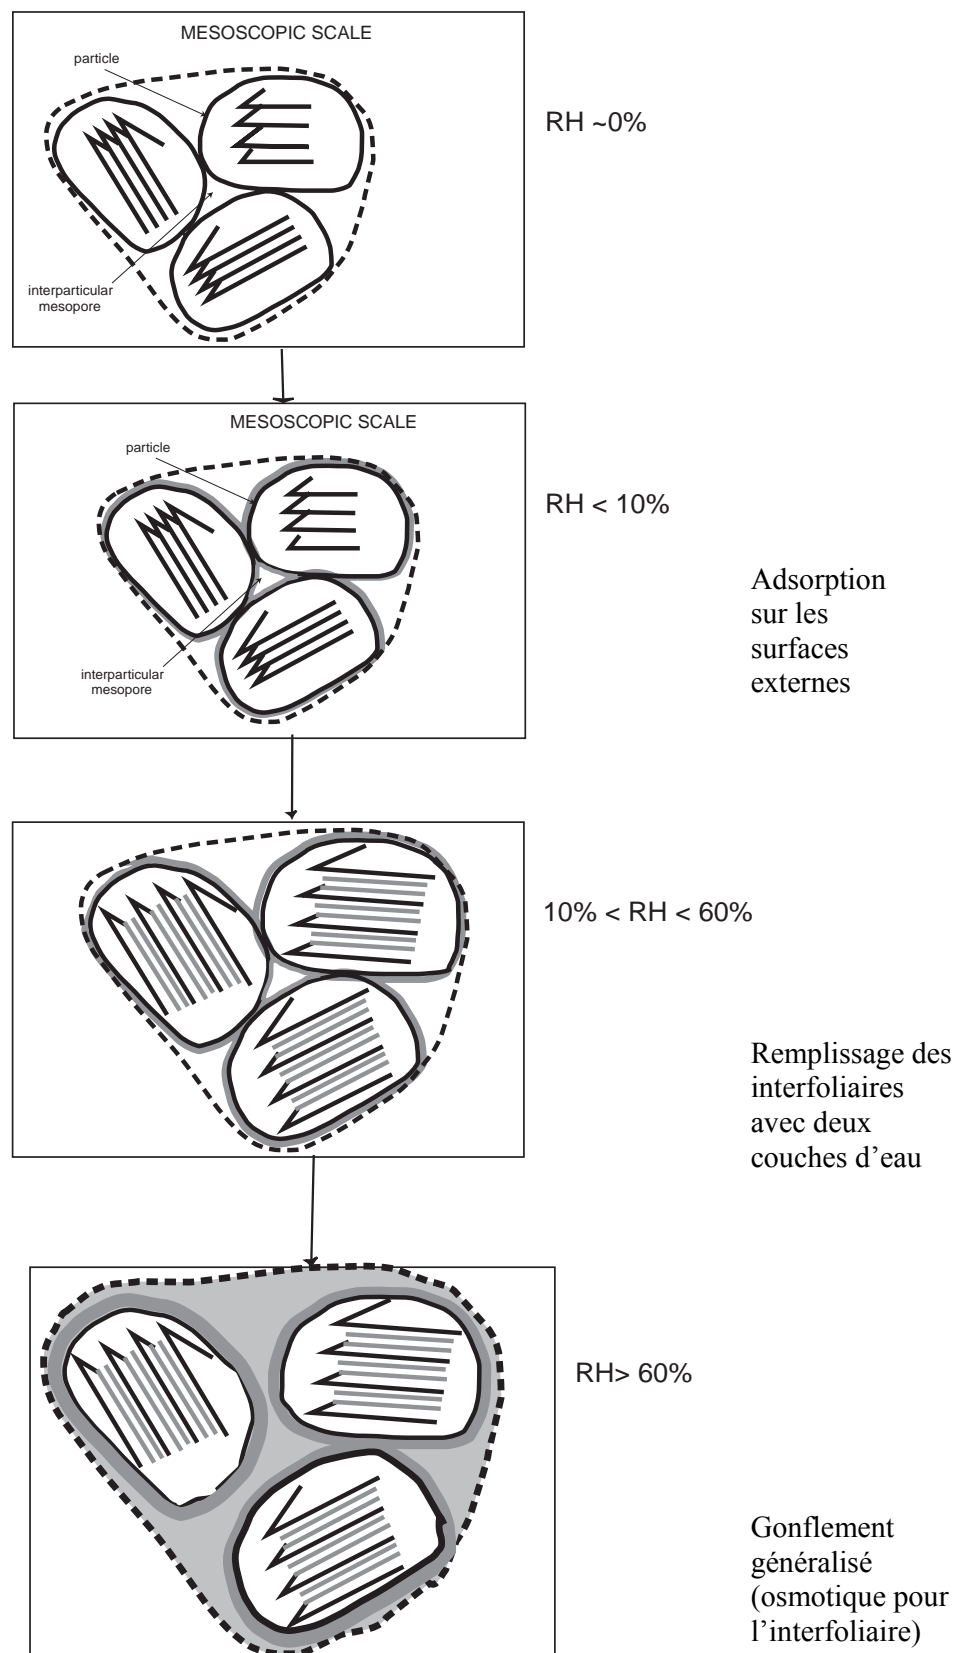 MESOSCOPIC SCALE
particle
RH ~0%
interparticular
mesopore
MESOSCOPIC SCALE
particle
RH < 10%
Adsorption
sur les
surfaces
externes
interparticular
mesopore
10% < RH < 60%
Remplissage des
interfoliaires
avec deux
couches d’eau
RH> 60%
Gonflement
généralisé
(osmotique pour
l’interfoliaire)